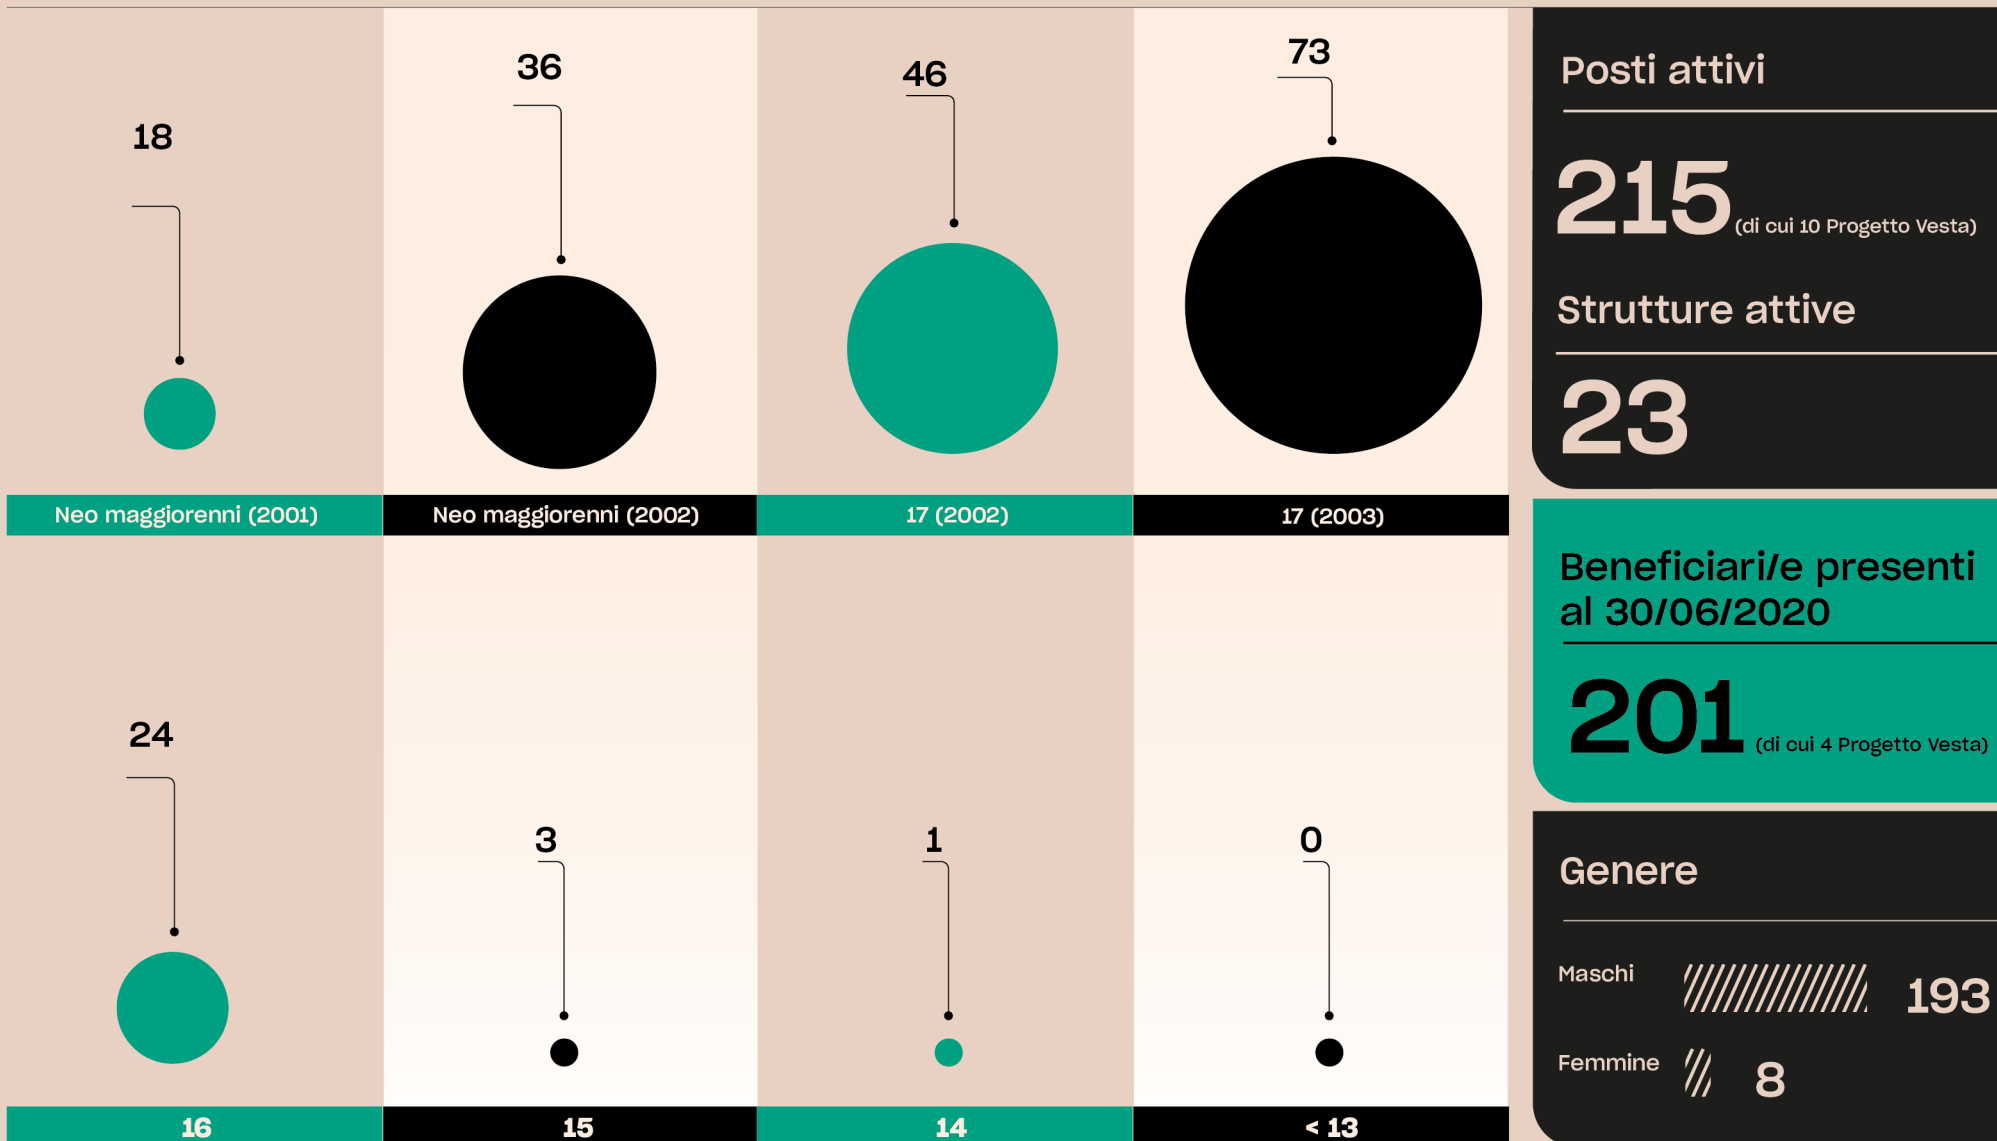 18
36
46
73
Neo maggiorenni (2001)
Neo maggiorenni (2002)
17 (2002)
17 (2003)
24
3
1
0
16
15
14
< 13
Posti attivi
215 (di cui 10 Progetto Vesta)
Strutture attive
23
Beneficiari/e presenti
al 30/06/2020
201 (di cui 4 Progetto Vesta)
Genere
Maschi 193
Femmine 8